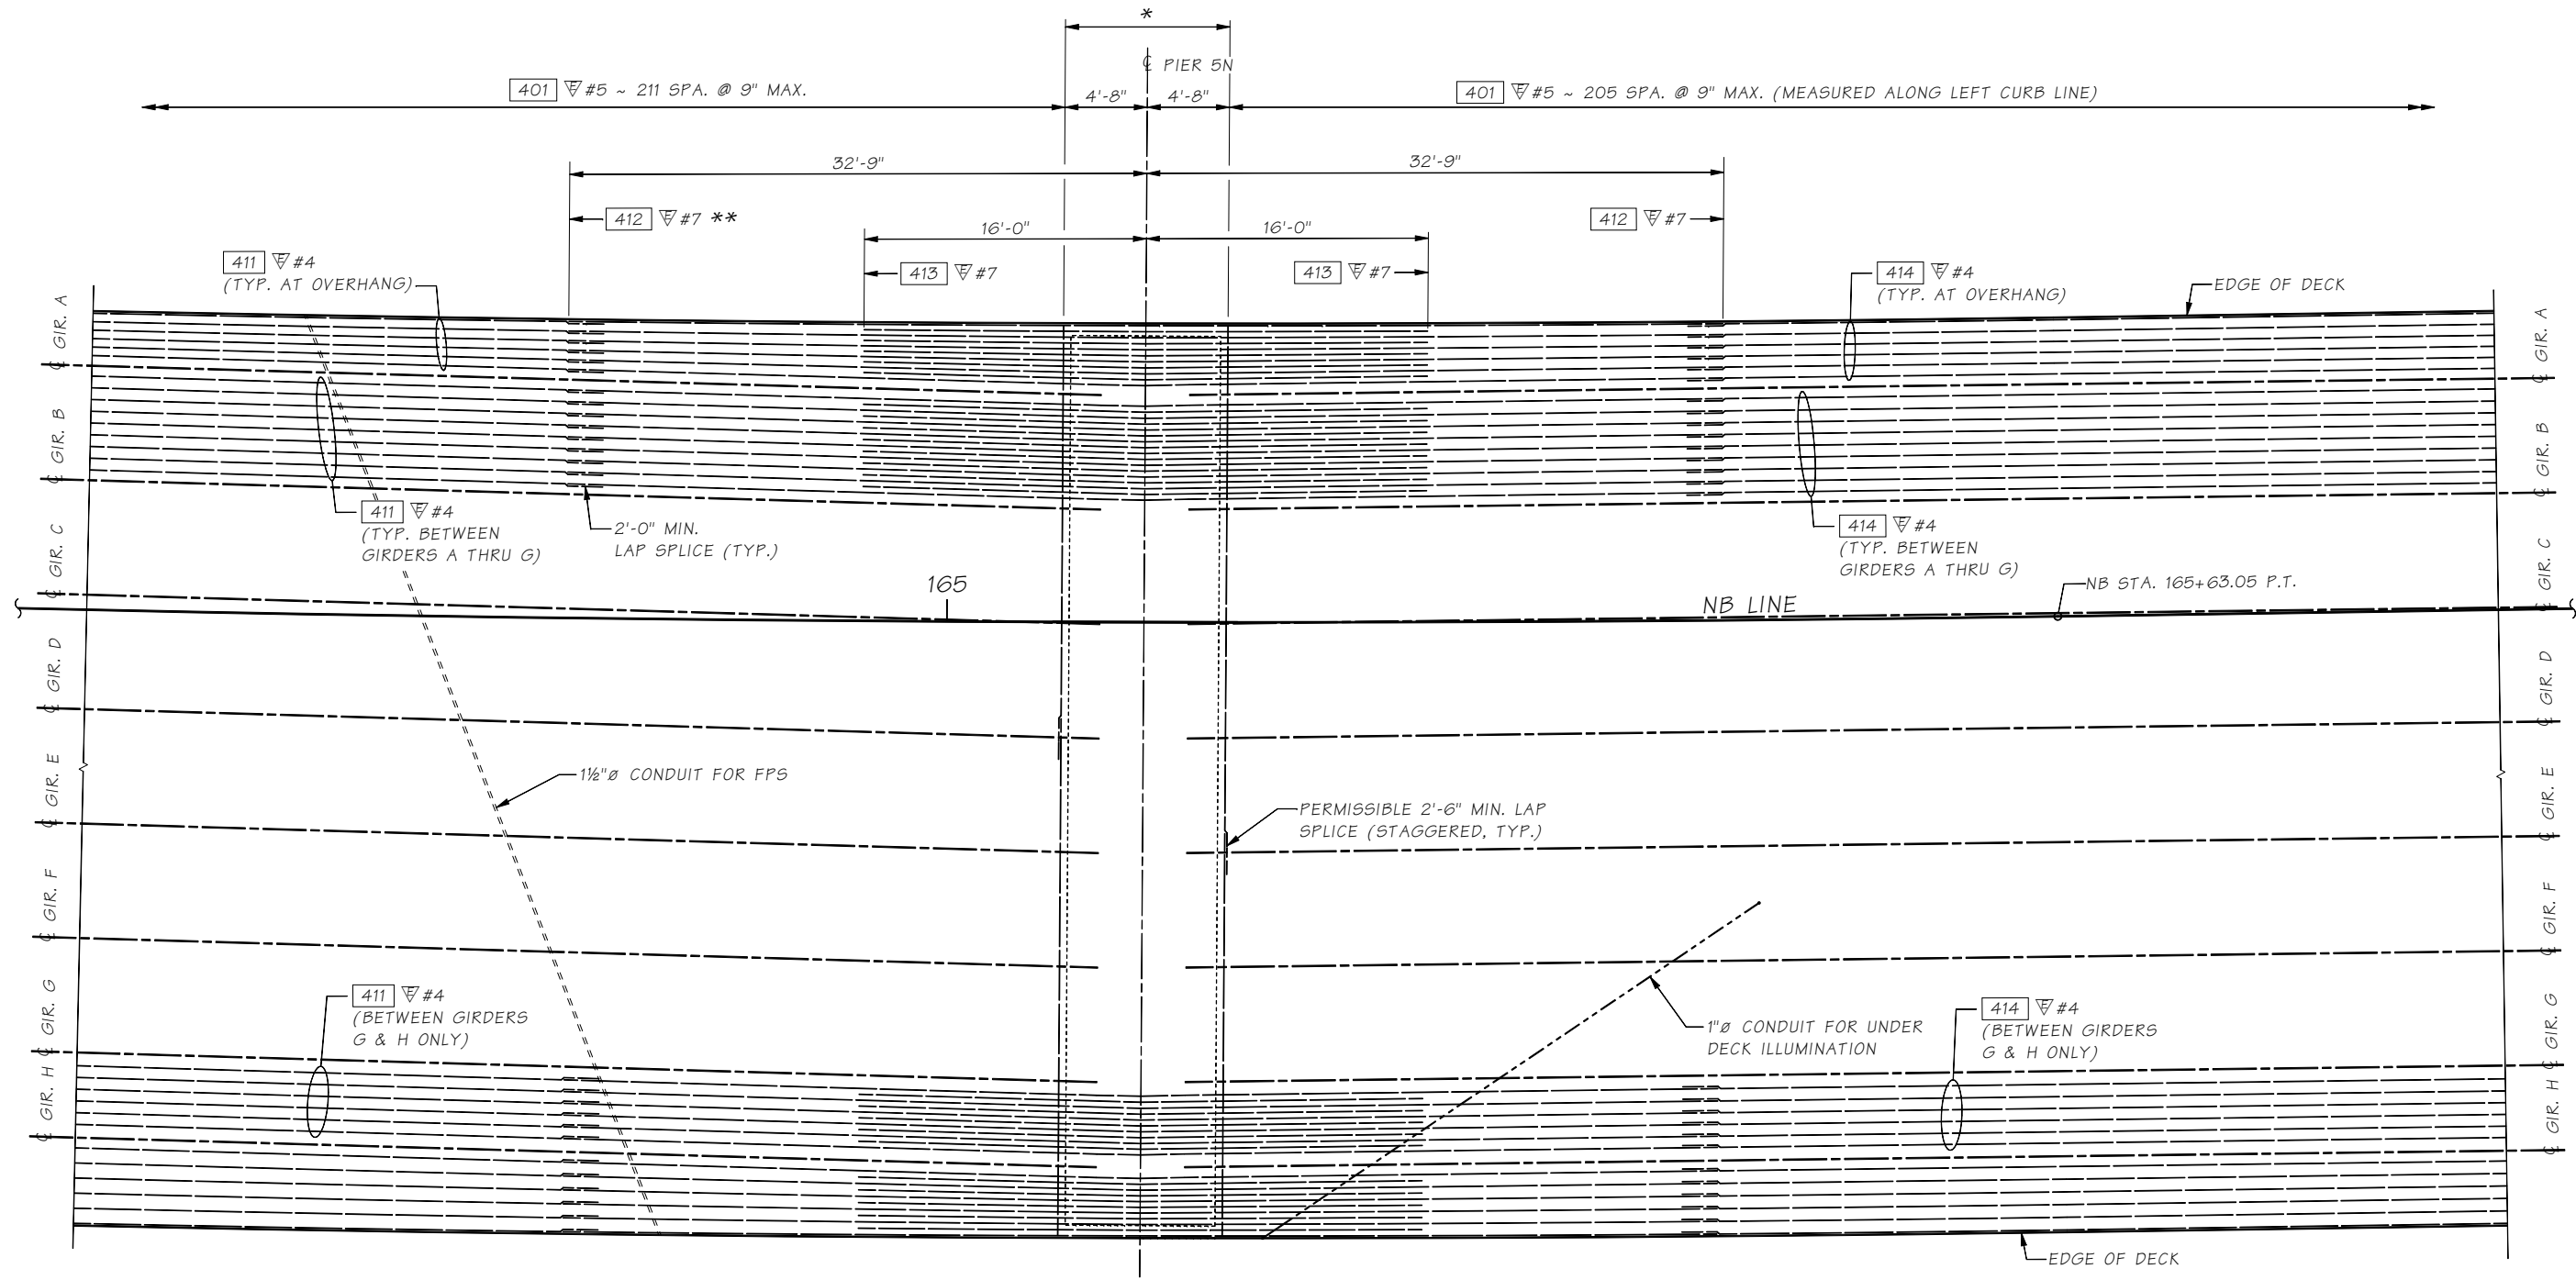 *
℄ PIER 5N
401 E #5 ~ 211 SPA. @ 9" MAX.
4'-8"
4'-8"
401 E #5 ~ 205 SPA. @ 9" MAX. (MEASURED ALONG LEFT CURB LINE)
32'-9"
32'-9"
412 E #7 **
412 E #7
16'-0"
16'-0"
413 E #7
413 E #7
411 E #4
(TYP. AT OVERHANG)
414 E #4
(TYP. AT OVERHANG)
EDGE OF DECK
℄ GIR. A
℄ GIR. B
℄ GIR. C
℄ GIR. D
℄ GIR. E
℄ GIR. F
℄ GIR. G
℄ GIR. H
℄ GIR. A
℄ GIR. B
℄ GIR. C
℄ GIR. D
℄ GIR. E
℄ GIR. F
℄ GIR. G
℄ GIR. H
411 E #4
(TYP. BETWEEN
GIRDERS A THRU G)
2'-0" MIN.
LAP SPLICE (TYP.)
414 E #4
(TYP. BETWEEN
GIRDERS A THRU G)
165
NB LINE
NB STA. 165+63.05 P.T.
1½"ø CONDUIT FOR FPS
PERMISSIBLE 2'-6" MIN. LAP
SPLICE (STAGGERED, TYP.)
411 E #4
(BETWEEN GIRDERS
G & H ONLY)
1"ø CONDUIT FOR UNDER
DECK ILLUMINATION
414 E #4
(BETWEEN GIRDERS
G & H ONLY)
EDGE OF DECK